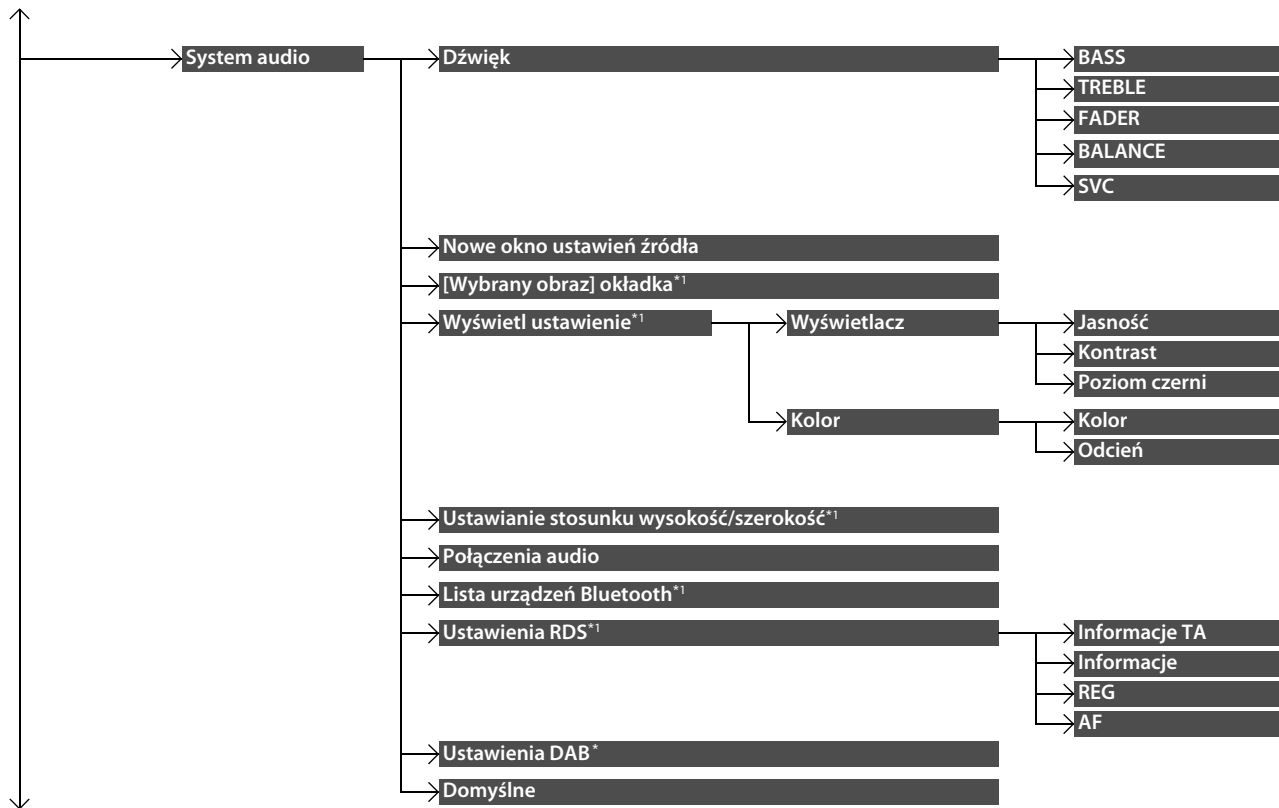 System audio
Dźwięk
BASS
TREBLE
FADER
BALANCE
SVC
Nowe okno ustawień źródła
[Wybrany obraz] okładka*1
Wyświetl ustawienie*1
Wyświetlacz
Jasność
Kontrast
Poziom czerni
Kolor
Kolor
Odcień
Ustawianie stosunku wysokość/szerokość*1
Połączenia audio
Lista urządzeń Bluetooth*1
Ustawienia RDS*1
Informacje TA
Informacje
REG
AF
Ustawienia DAB*
Domyślne